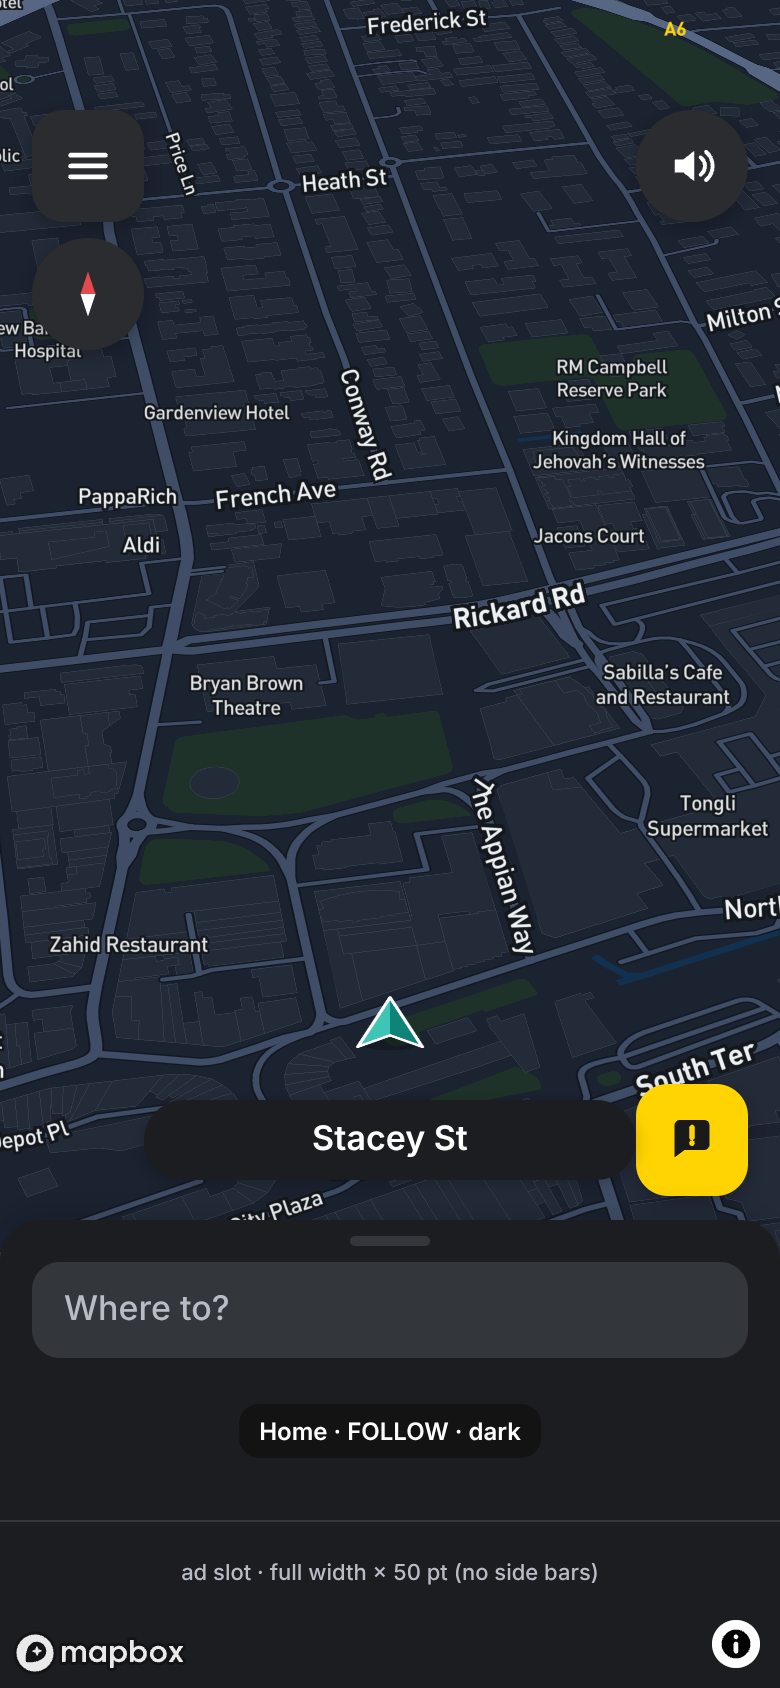 Frederick St
A6
Price Ln
Heath St
Milton
Hospital
RM Campbell
Reserve Park
Gardenview Hotel
Conway Rd
Kingdom Hall of
Jehovah's Witnesses
PappaRich
French Ave
Aldi
Jacons Court
Rickard Rd
Bryan Brown
Theatre
Sabilla's Cafe
and Restaurant
The Appian Way
Tongli
Supermarket
Zahid Restaurant
South Ter
Stacey St
Plaza
Where to?
Home · FOLLOW · dark
ad slot · full width × 50 pt (no side bars)
mapbox